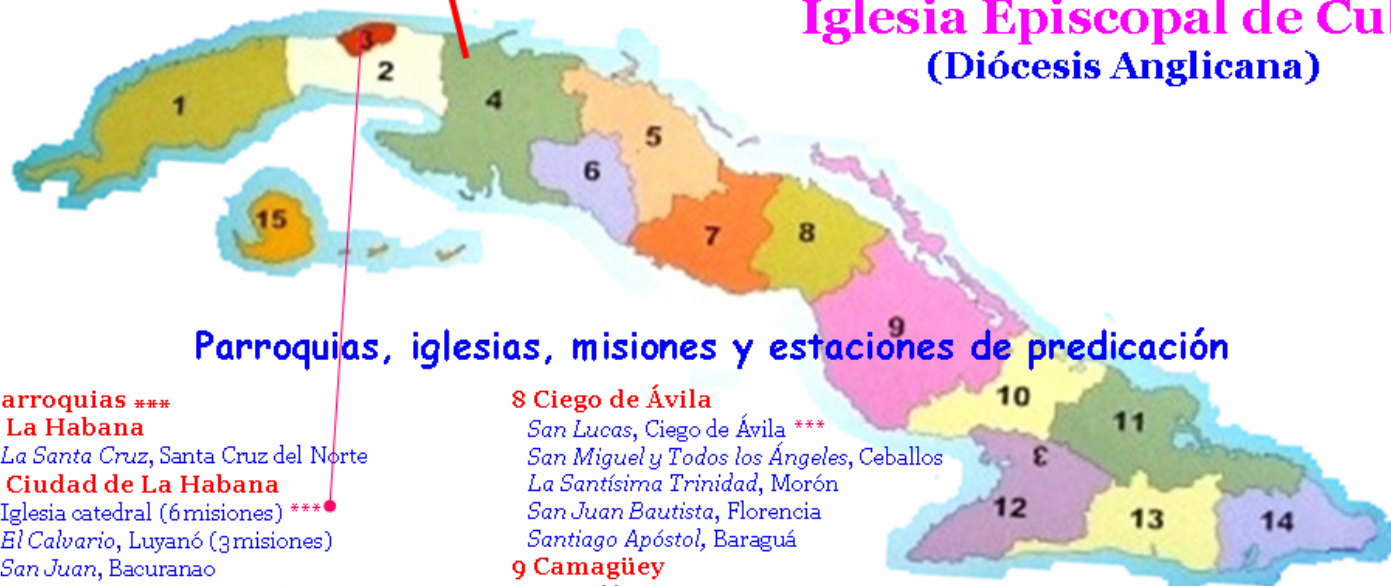 Iglesia Episcopal de Cu
(Diócesis Anglicana)
1
2
3
4
5
6
7
8
9
10
11
12
3
13
14
15
Parroquias, iglesias, misiones y estaciones de predicación
arroquias ***
La Habana
La Santa Cruz, Santa Cruz del Norte
Ciudad de La Habana
Iglesia catedral (6 misiones) ***
El Calvario, Luyanó (3 misiones)
San Juan, Bacuranao
8 Ciego de Ávila
San Lucas, Ciego de Ávila ***
San Miguel y Todos los Ángeles, Ceballos
La Santísima Trinidad, Morón
San Juan Bautista, Florencia
Santiago Apóstol, Baraguá
9 Camagüey